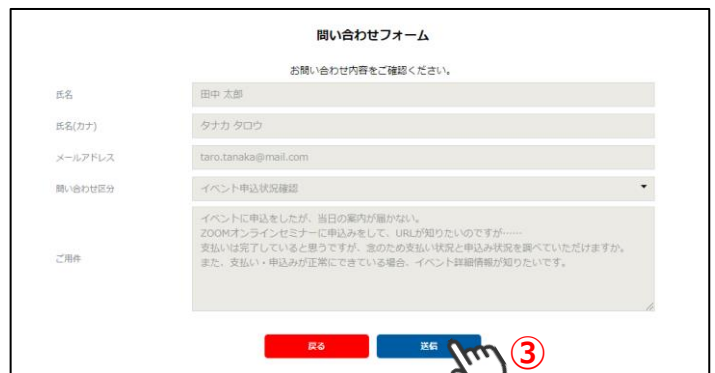 問い合わせフォーム
お問い合わせ内容をご確認ください。
氏名
田中 太郎
氏名(カナ)
タナカ タロウ
メールアドレス
taro.tanaka@mail.com
問い合わせ区分
イベント申込状況確認
ご用件
イベントに申込をしたが、当日の案内が届かない。
ZOOMオンラインセミナーに申込みをして、URLが知りたいのですが……
支払いは完了していると思うですが、念のため支払い状況と申込み状況を調べていただけますか。
また、支払い・申込みが正常にできている場合、イベント詳細情報が知りたいです。
戻る
送信
③